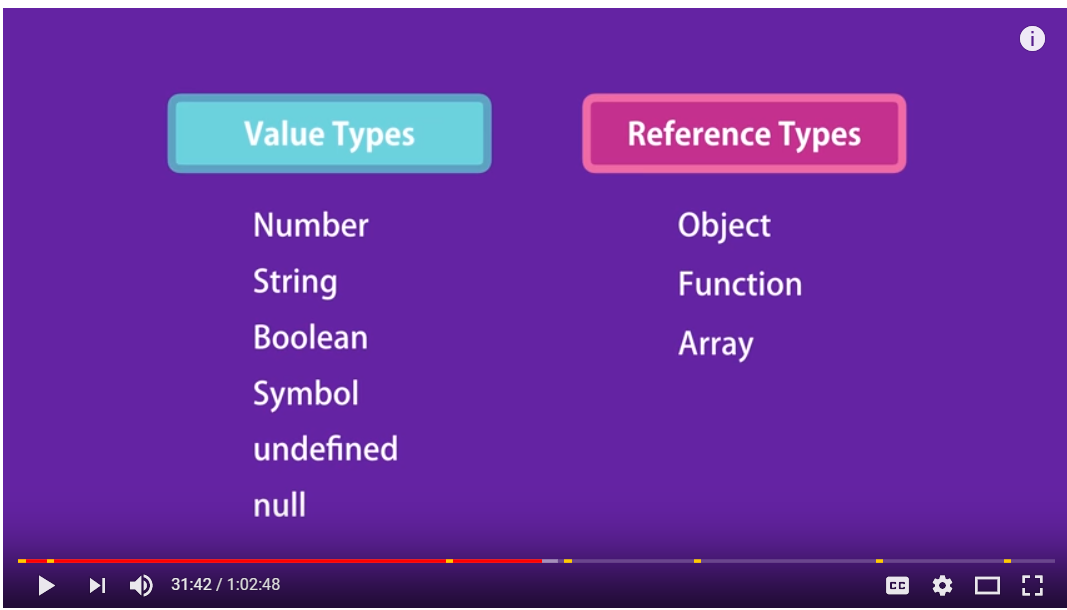 Value Types
Number
String
Boolean
Symbol
undefined
null
Reference Types
Object
Function
Array
31:42 / 1:02:48
CC
i